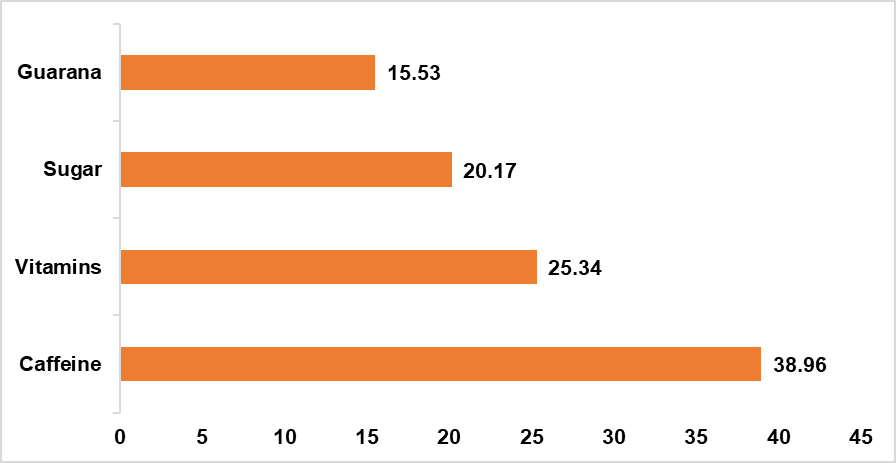 Guarana 15.53
Sugar 20.17
Vitamins 25.34
Caffeine 38.96
0 5 10 15 20 25 30 35 40 45